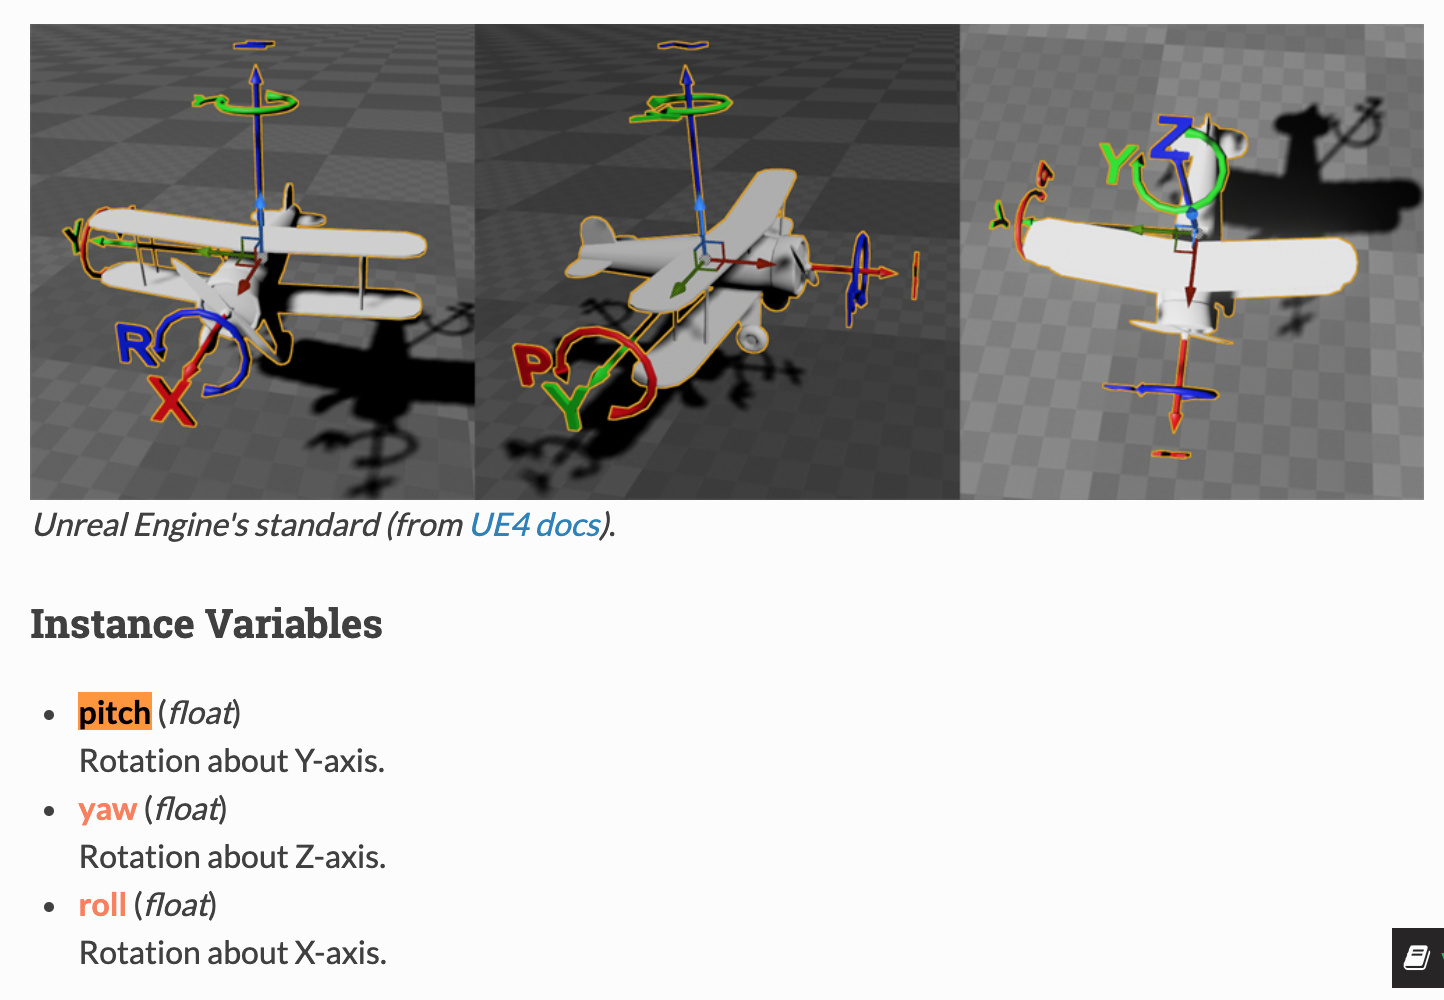 Y
R
X
P
Y
Z
Y
Y
Unreal Engine's standard (from UE4 docs).
Instance Variables
• pitch (float)
Rotation about Y-axis.
• yaw (float)
Rotation about Z-axis.
• roll (float)
Rotation about X-axis.